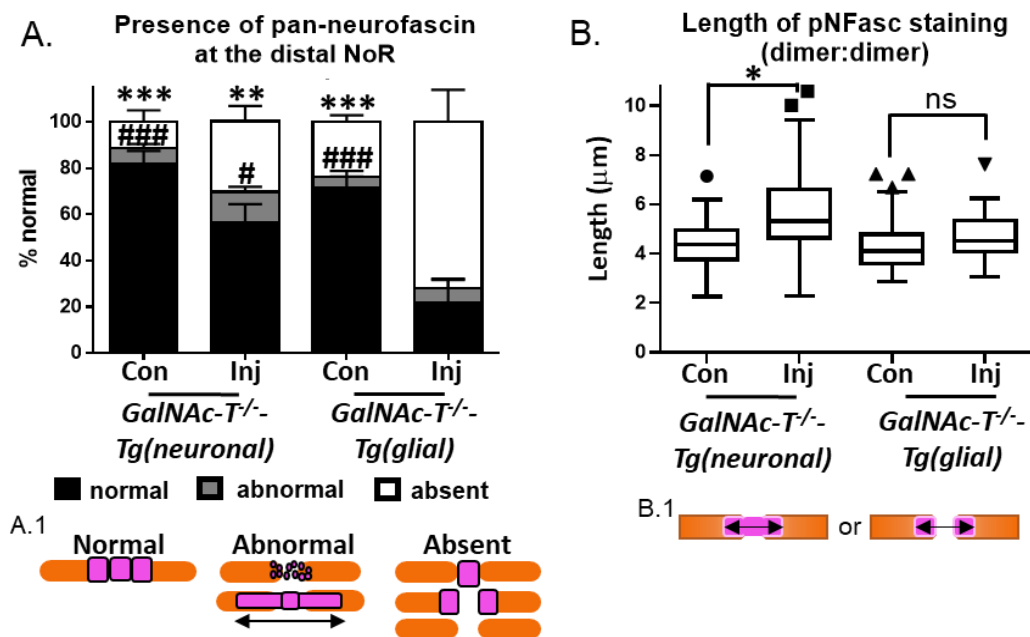 A.
Presence of pan-neurofascin
at the distal NoR
***
**
***
###
#
###
% normal
100
80
60
40
20
0
Con Inj Con Inj
GalNAc-T-/-- GalNAc-T-/--
Tg(neuronal) Tg(glial)
normal abnormal absent
A.1
Normal Abnormal Absent
B.
Length of pNFasc staining
(dimer:dimer)
*
ns
Length (μm)
10
8
6
4
2
0
Con Inj Con Inj
GalNAc-T-/-- GalNAc-T-/--
Tg(neuronal) Tg(glial)
B.1
or